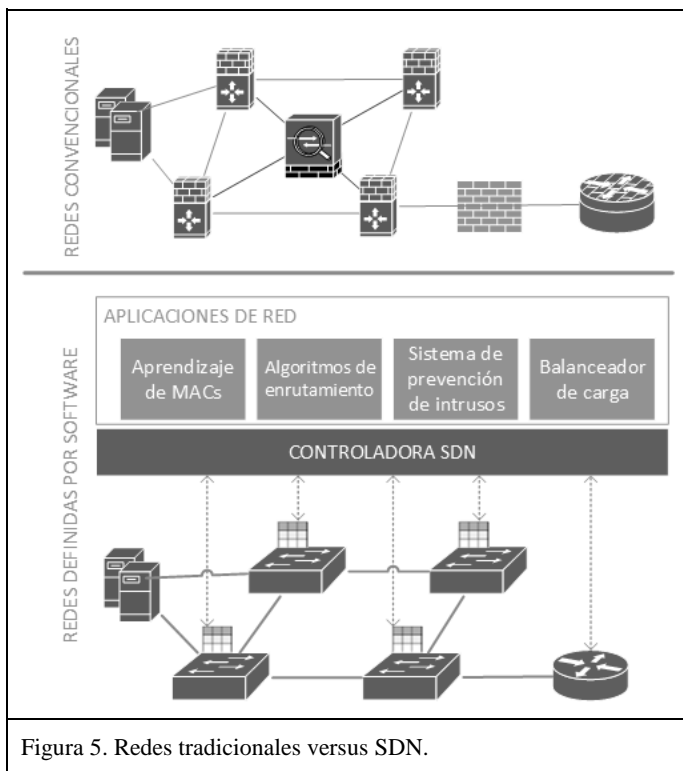 REDES CONVENCIONALES
APLICACIONES DE RED
Aprendizaje
de MACs
Algoritmos de
enrutamiento
Sistema de
prevención
de intrusos
Balanceador
de carga
CONTROLADORA SDN
REDES DEFINIDAS POR SOFTWARE
Figura 5. Redes tradicionales versus SDN.